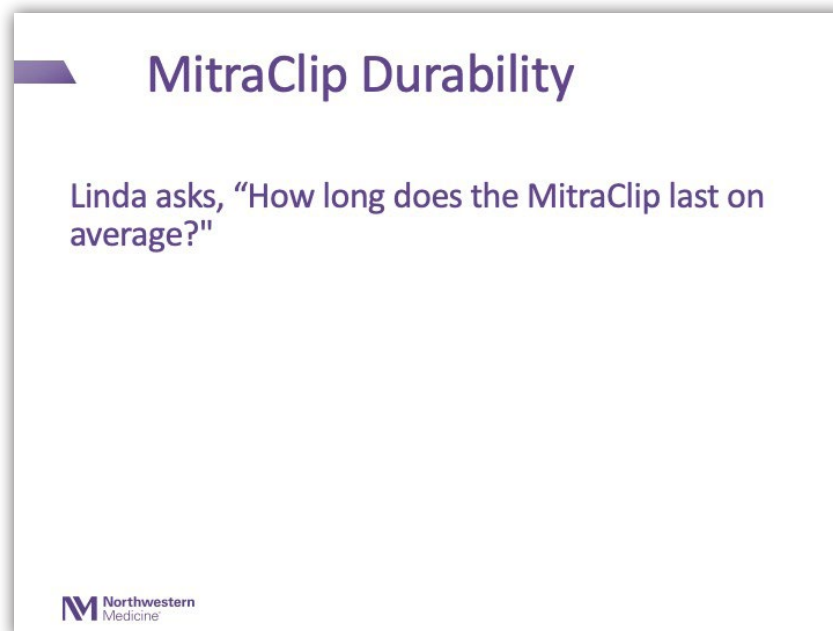 MitraClip Durability
Linda asks, “How long does the MitraClip last on
average?"
Northwestern
Medicine